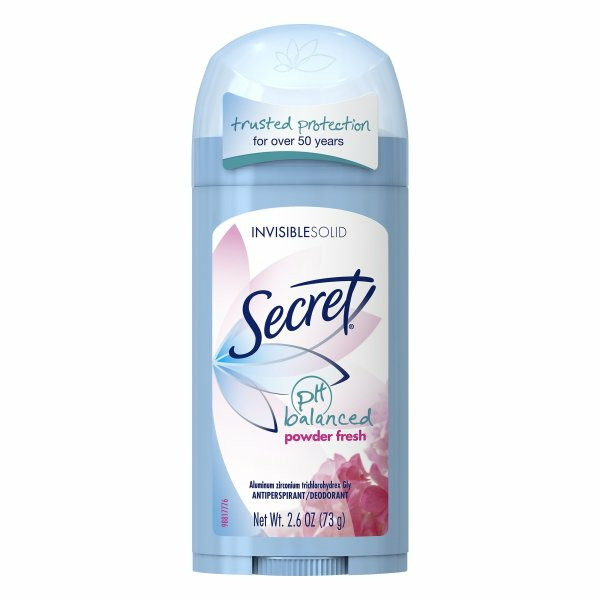 trusted protection
for over 50 years
INVISIBLESOLID
Secret®
pH
balanced
powder fresh
Aluminum zirconium trichlorohydrex Gly
ANTIPERSPIRANT/DEODORANT
Net Wt. 2.6 OZ (73 g)
98817776